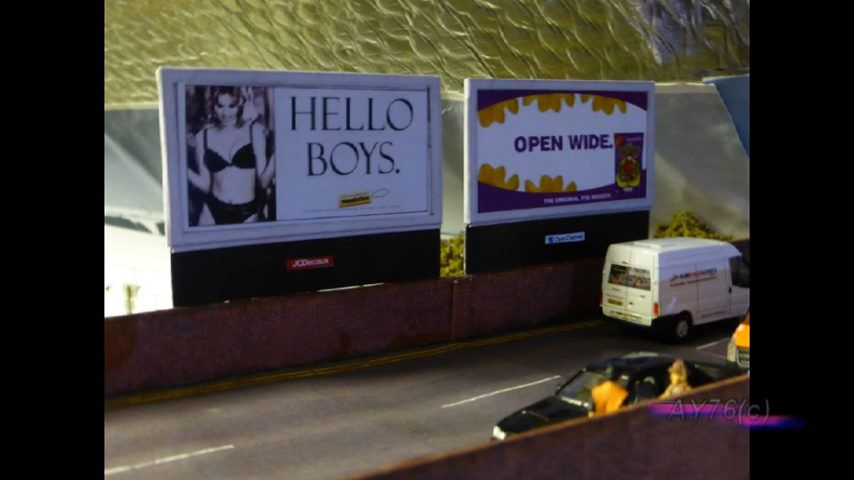 HELLO
BOYS.
JCDecaux
OPEN WIDE.
THE ORIGINAL. THE BIGGEST.
Clear Channel
AY76(c)